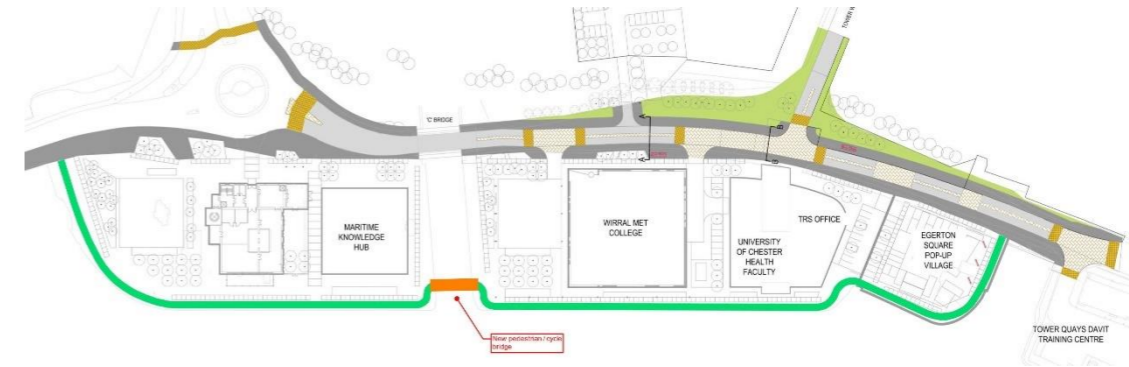 TOWER
'C' BRIDGE
A
B
A
B
MARITIME
KNOWLEDGE
HUB
WIRRAL MET
COLLEGE
UNIVERSITY
OF CHESTER
HEALTH
FACULTY
TRS OFFICE
EGERTON
SQUARE
POP-UP
VILLAGE
New pedestrian / cycle
bridge
TOWER QUAYS DAVIT
TRAINING CENTRE